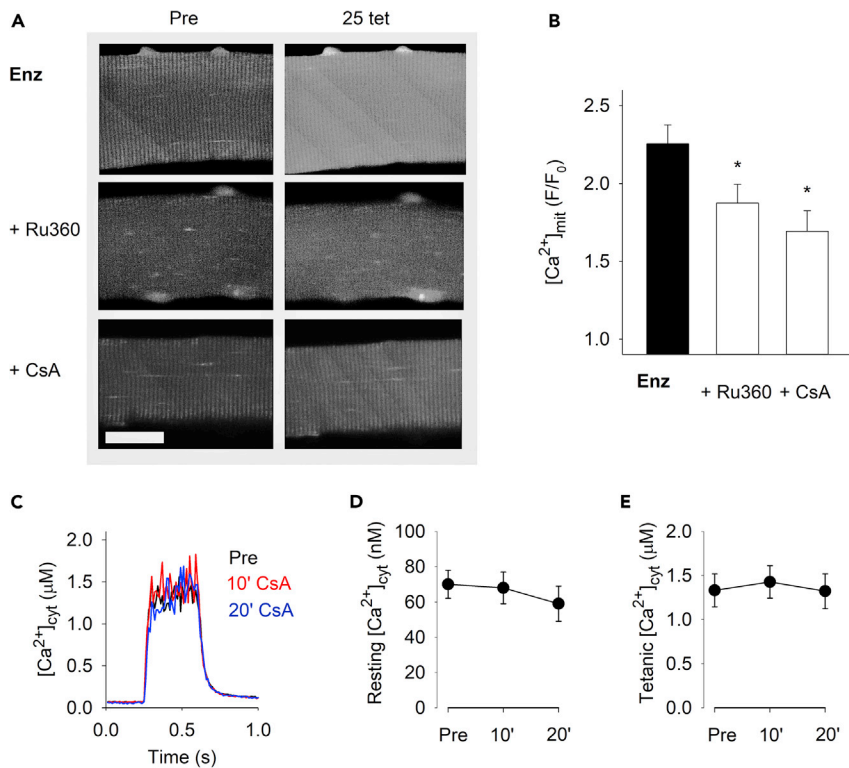 A
Pre
25 tet
Enz
+ Ru360
+ CsA
B
[Ca²⁺]mit (F/F₀)
2.5
2.0
1.5
1.0
*
*
Enz
+ Ru360
+ CsA
C
[Ca²⁺]cyt (μM)
2.0
1.5
1.0
0.5
0.0
Pre
10' CsA
20' CsA
0.0
0.5
1.0
Time (s)
D
Resting [Ca²⁺]cyt (nM)
100
80
60
40
20
0
Pre
10'
20'
E
Tetanic [Ca²⁺]cyt (μM)
2.0
1.5
1.0
0.5
0.0
Pre
10'
20'